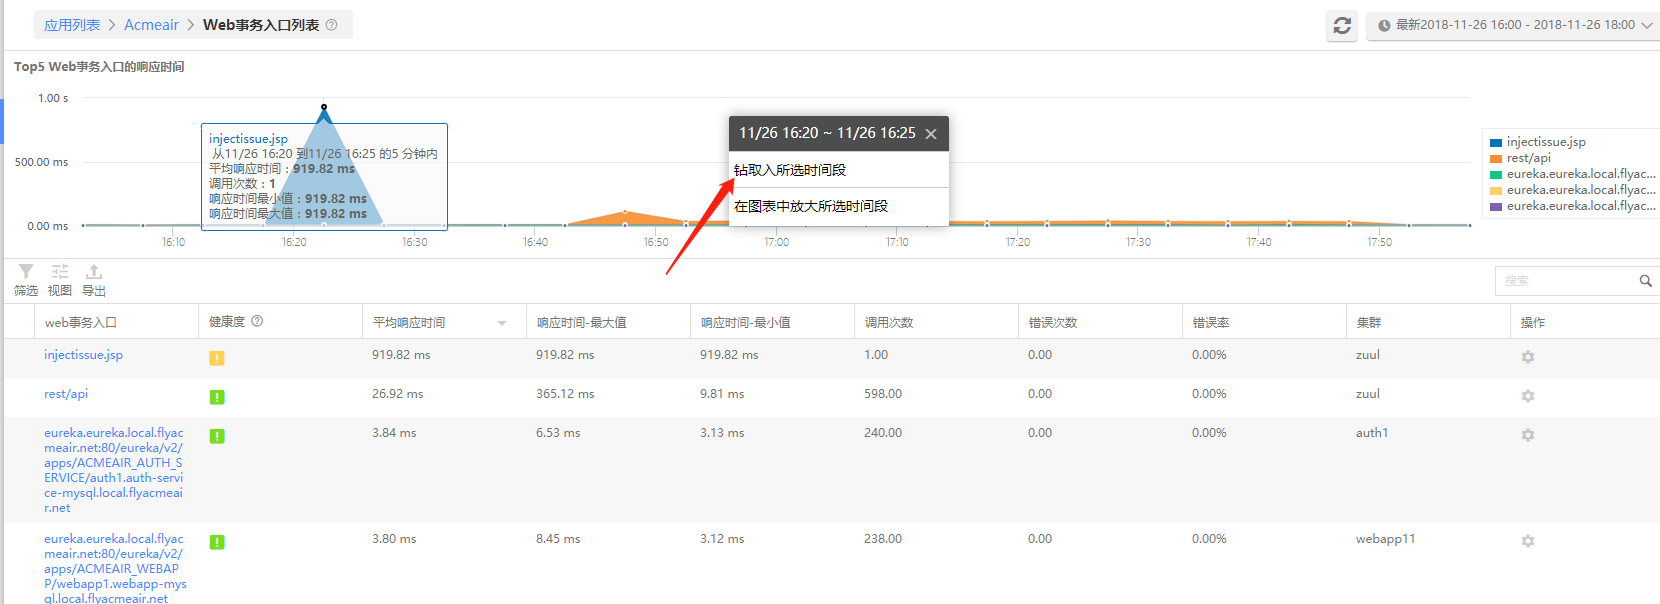 应用列表 > Acmeair > Web事务入口列表
最新2018-11-26 16:00 - 2018-11-26 18:00
Top5 Web事务入口的响应时间
1.00 s
500.00 ms
0.00 ms
injectissue.jsp
从11/26 16:20 到11/26 16:25 的5 分钟内
平均响应时间：919.82 ms
调用次数：1
响应时间最小值：919.82 ms
响应时间最大值：919.82 ms
11/26 16:20 ~ 11/26 16:25
钻取入所选时间段
在图表中放大所选时间段
injectissue.jsp
rest/api
eureka.eureka.local.flyac...
eureka.eureka.local.flyac...
eureka.eureka.local.flyac...
16:10 16:20 16:30 16:40 16:50 17:00 17:10 17:20 17:30 17:40 17:50
筛选 视图 导出
搜索
web事务入口 健康度 平均响应时间 响应时间-最大值 响应时间-最小值 调用次数 错误次数 错误率 集群 操作
injectissue.jsp 919.82 ms 919.82 ms 919.82 ms 1.00 0.00 0.00% zuul
rest/api 26.92 ms 365.12 ms 9.81 ms 598.00 0.00 0.00% zuul
eureka.eureka.local.flyac 3.84 ms 6.53 ms 3.13 ms 240.00 0.00 0.00% auth1
meair.net:80/eureka/v2/
apps/ACMEAIR_AUTH_S
ERVICE/auth1.auth-servi
ce-mysql.local.flyacmeai
r.net
eureka.eureka.local.flyac 3.80 ms 8.45 ms 3.12 ms 238.00 0.00 0.00% webapp11
meair.net:80/eureka/v2/
apps/ACMEAIR_WEBAP
P/webapp1.webapp-mys
ql.local.flyacmeair.net